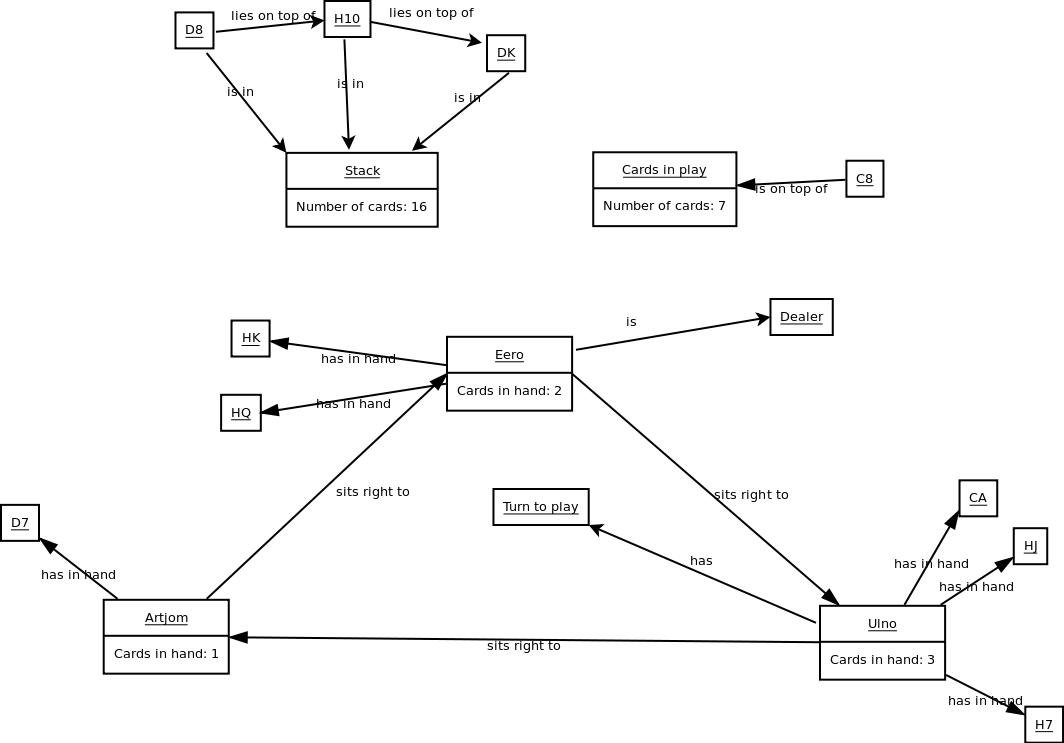 lies on top of
H10
lies on top of
D8
DK
is in
is in
is in
Stack
Number of cards: 16
Cards in play
Number of cards: 7
is on top of
C8
Dealer
is
HK
has in hand
Eero
Cards in hand: 2
HQ
has in hand
sits right to
sits right to
Turn to play
CA
D7
HJ
has
has in hand
has in hand
has in hand
Artjom
Cards in hand: 1
sits right to
Ulno
Cards in hand: 3
has in hand
H7